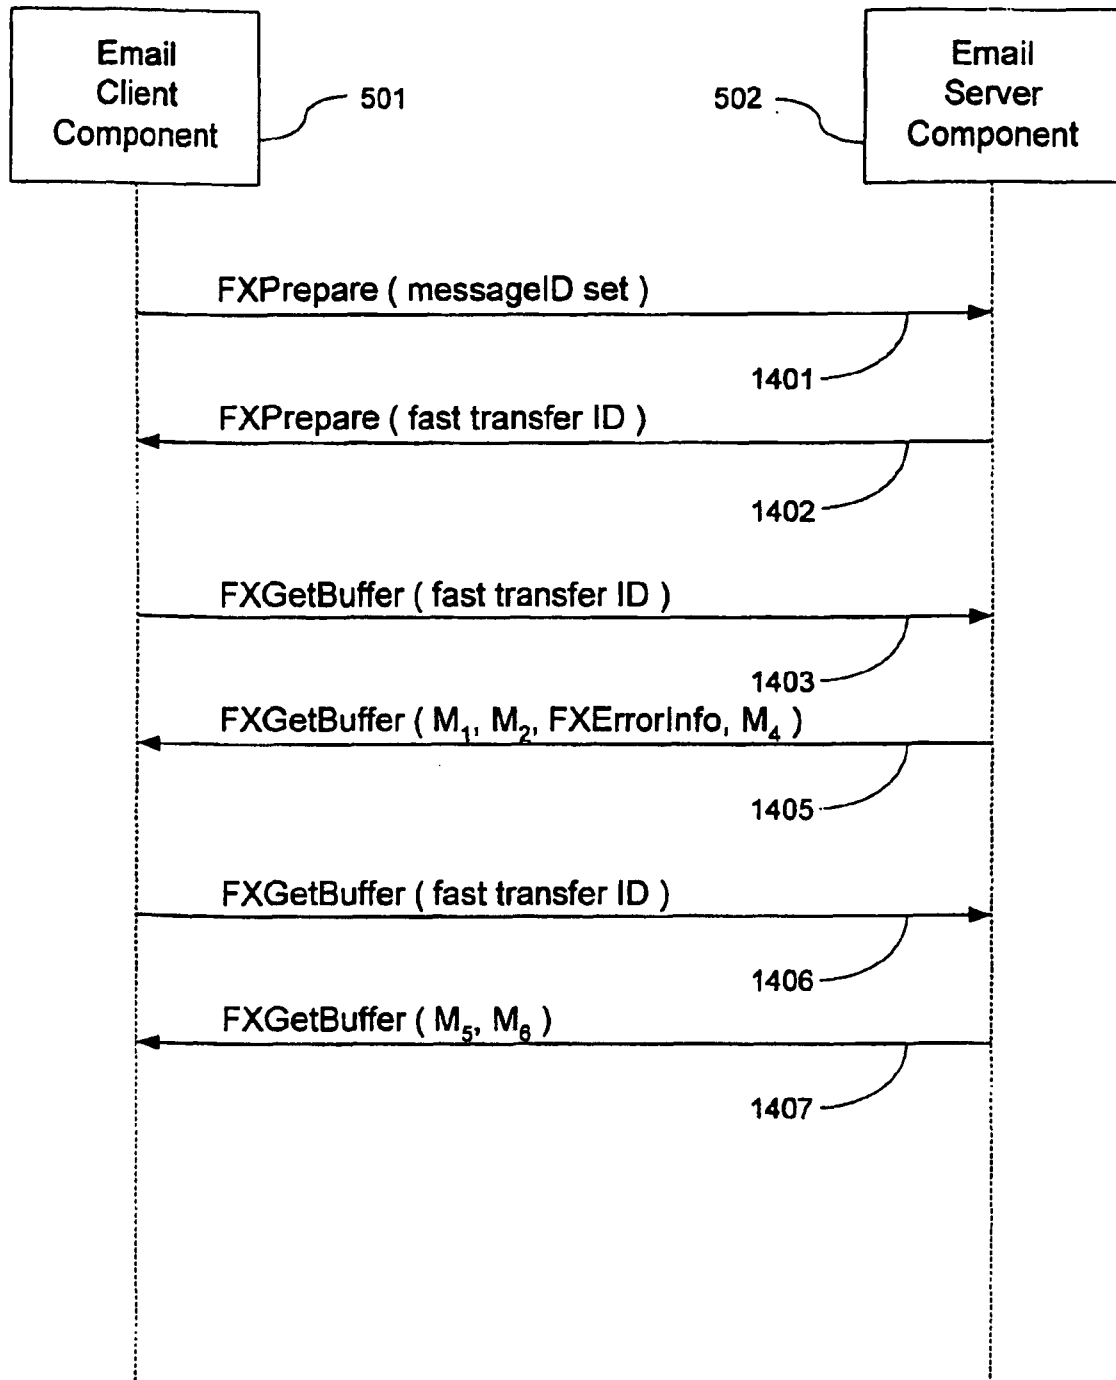 Email
Client
Component
501
502
Email
Server
Component
FXPrepare ( messageID set )
1401
FXPrepare ( fast transfer ID )
1402
FXGetBuffer ( fast transfer ID )
1403
FXGetBuffer ( M₁, M₂, FXErrorInfo, M₄ )
1405
FXGetBuffer ( fast transfer ID )
1406
FXGetBuffer ( M₅, M₆ )
1407